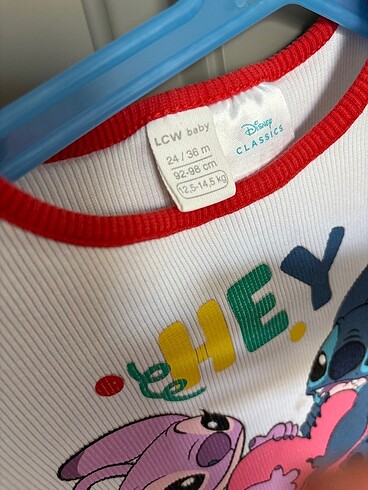 LCW baby
24 / 36 m
92-98 cm
12,5-14,5 kg
Disney
CLASSICS
HEY